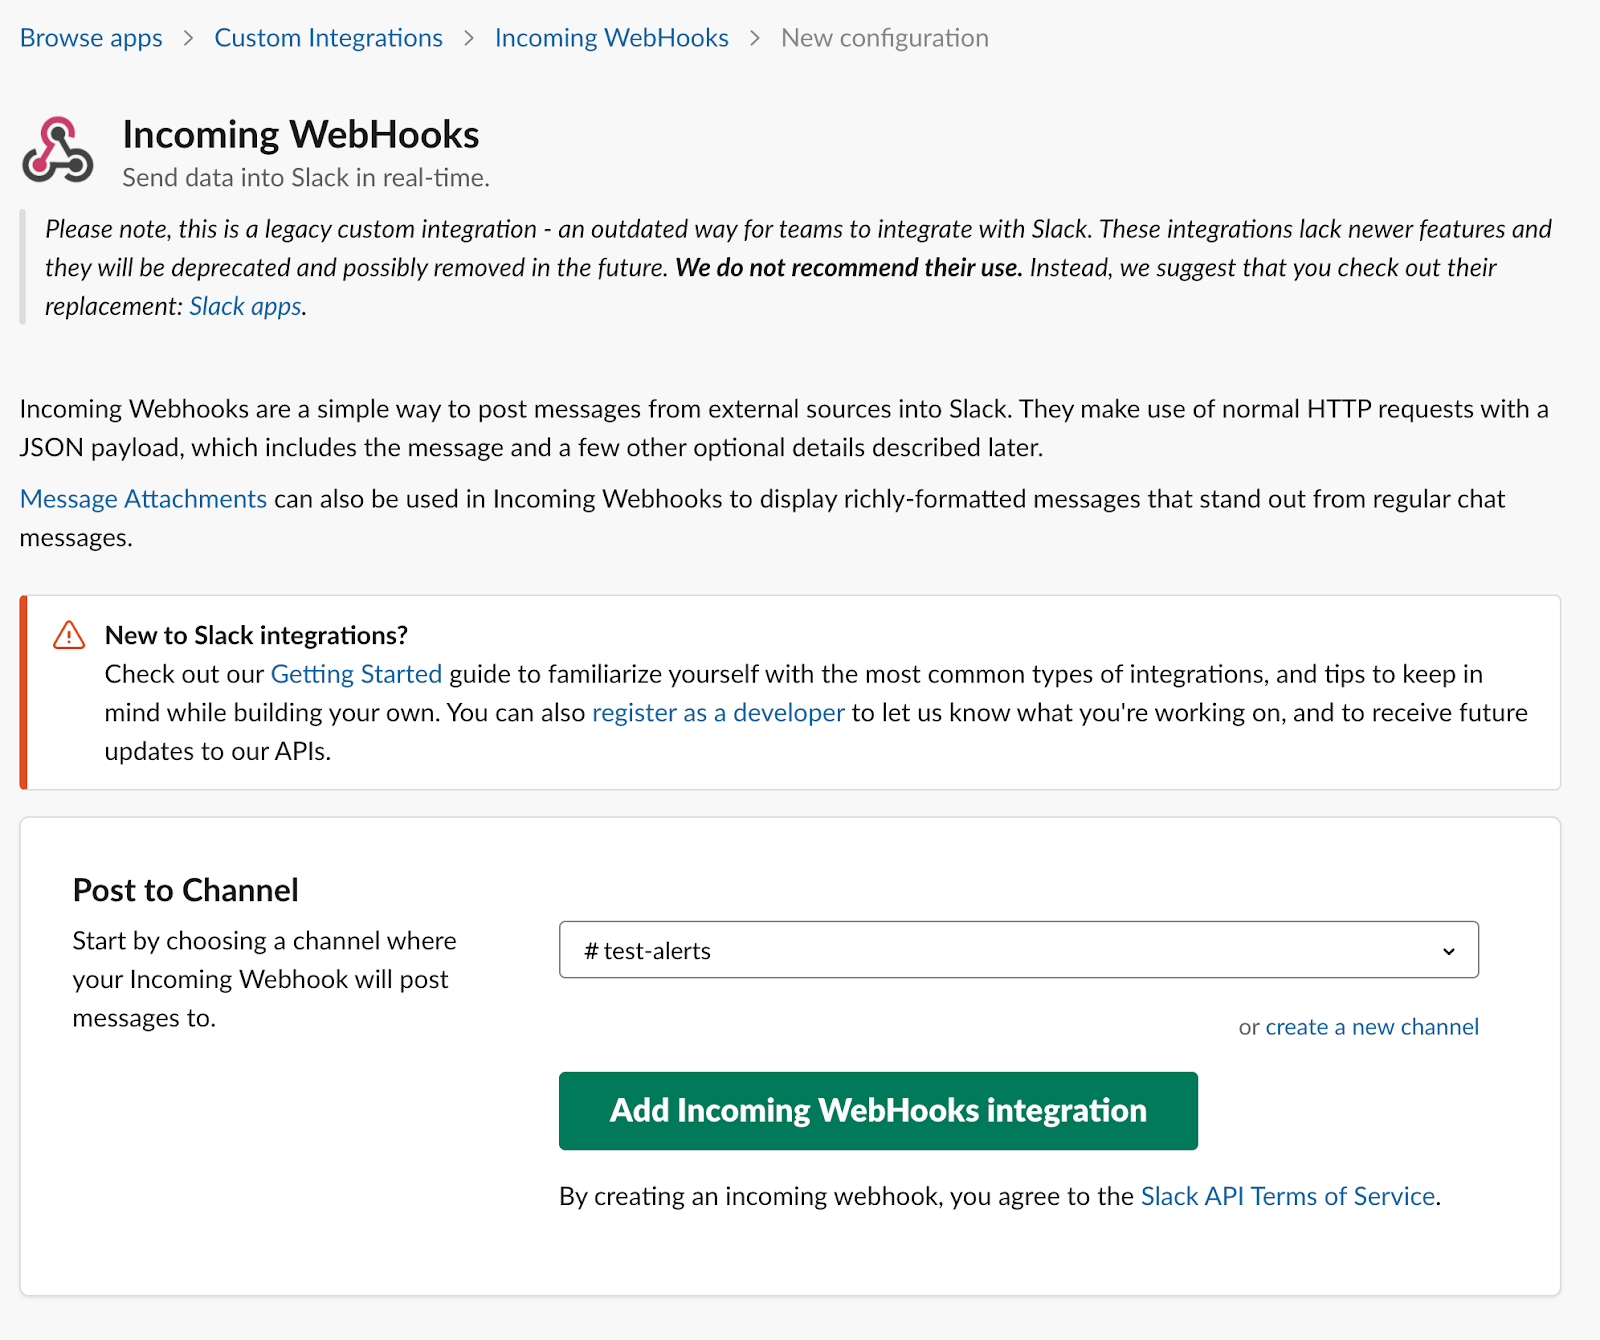 Browse apps > Custom Integrations > Incoming WebHooks > New configuration
Incoming WebHooks
Send data into Slack in real-time.
Please note, this is a legacy custom integration - an outdated way for teams to integrate with Slack. These integrations lack newer features and
they will be deprecated and possibly removed in the future. We do not recommend their use. Instead, we suggest that you check out their
replacement: Slack apps.
Incoming Webhooks are a simple way to post messages from external sources into Slack. They make use of normal HTTP requests with a
JSON payload, which includes the message and a few other optional details described later.
Message Attachments can also be used in Incoming Webhooks to display richly-formatted messages that stand out from regular chat
messages.
New to Slack integrations?
Check out our Getting Started guide to familiarize yourself with the most common types of integrations, and tips to keep in
mind while building your own. You can also register as a developer to let us know what you're working on, and to receive future
updates to our APIs.
Post to Channel
Start by choosing a channel where
your Incoming Webhook will post
messages to.
# test-alerts
or create a new channel
Add Incoming WebHooks integration
By creating an incoming webhook, you agree to the Slack API Terms of Service.